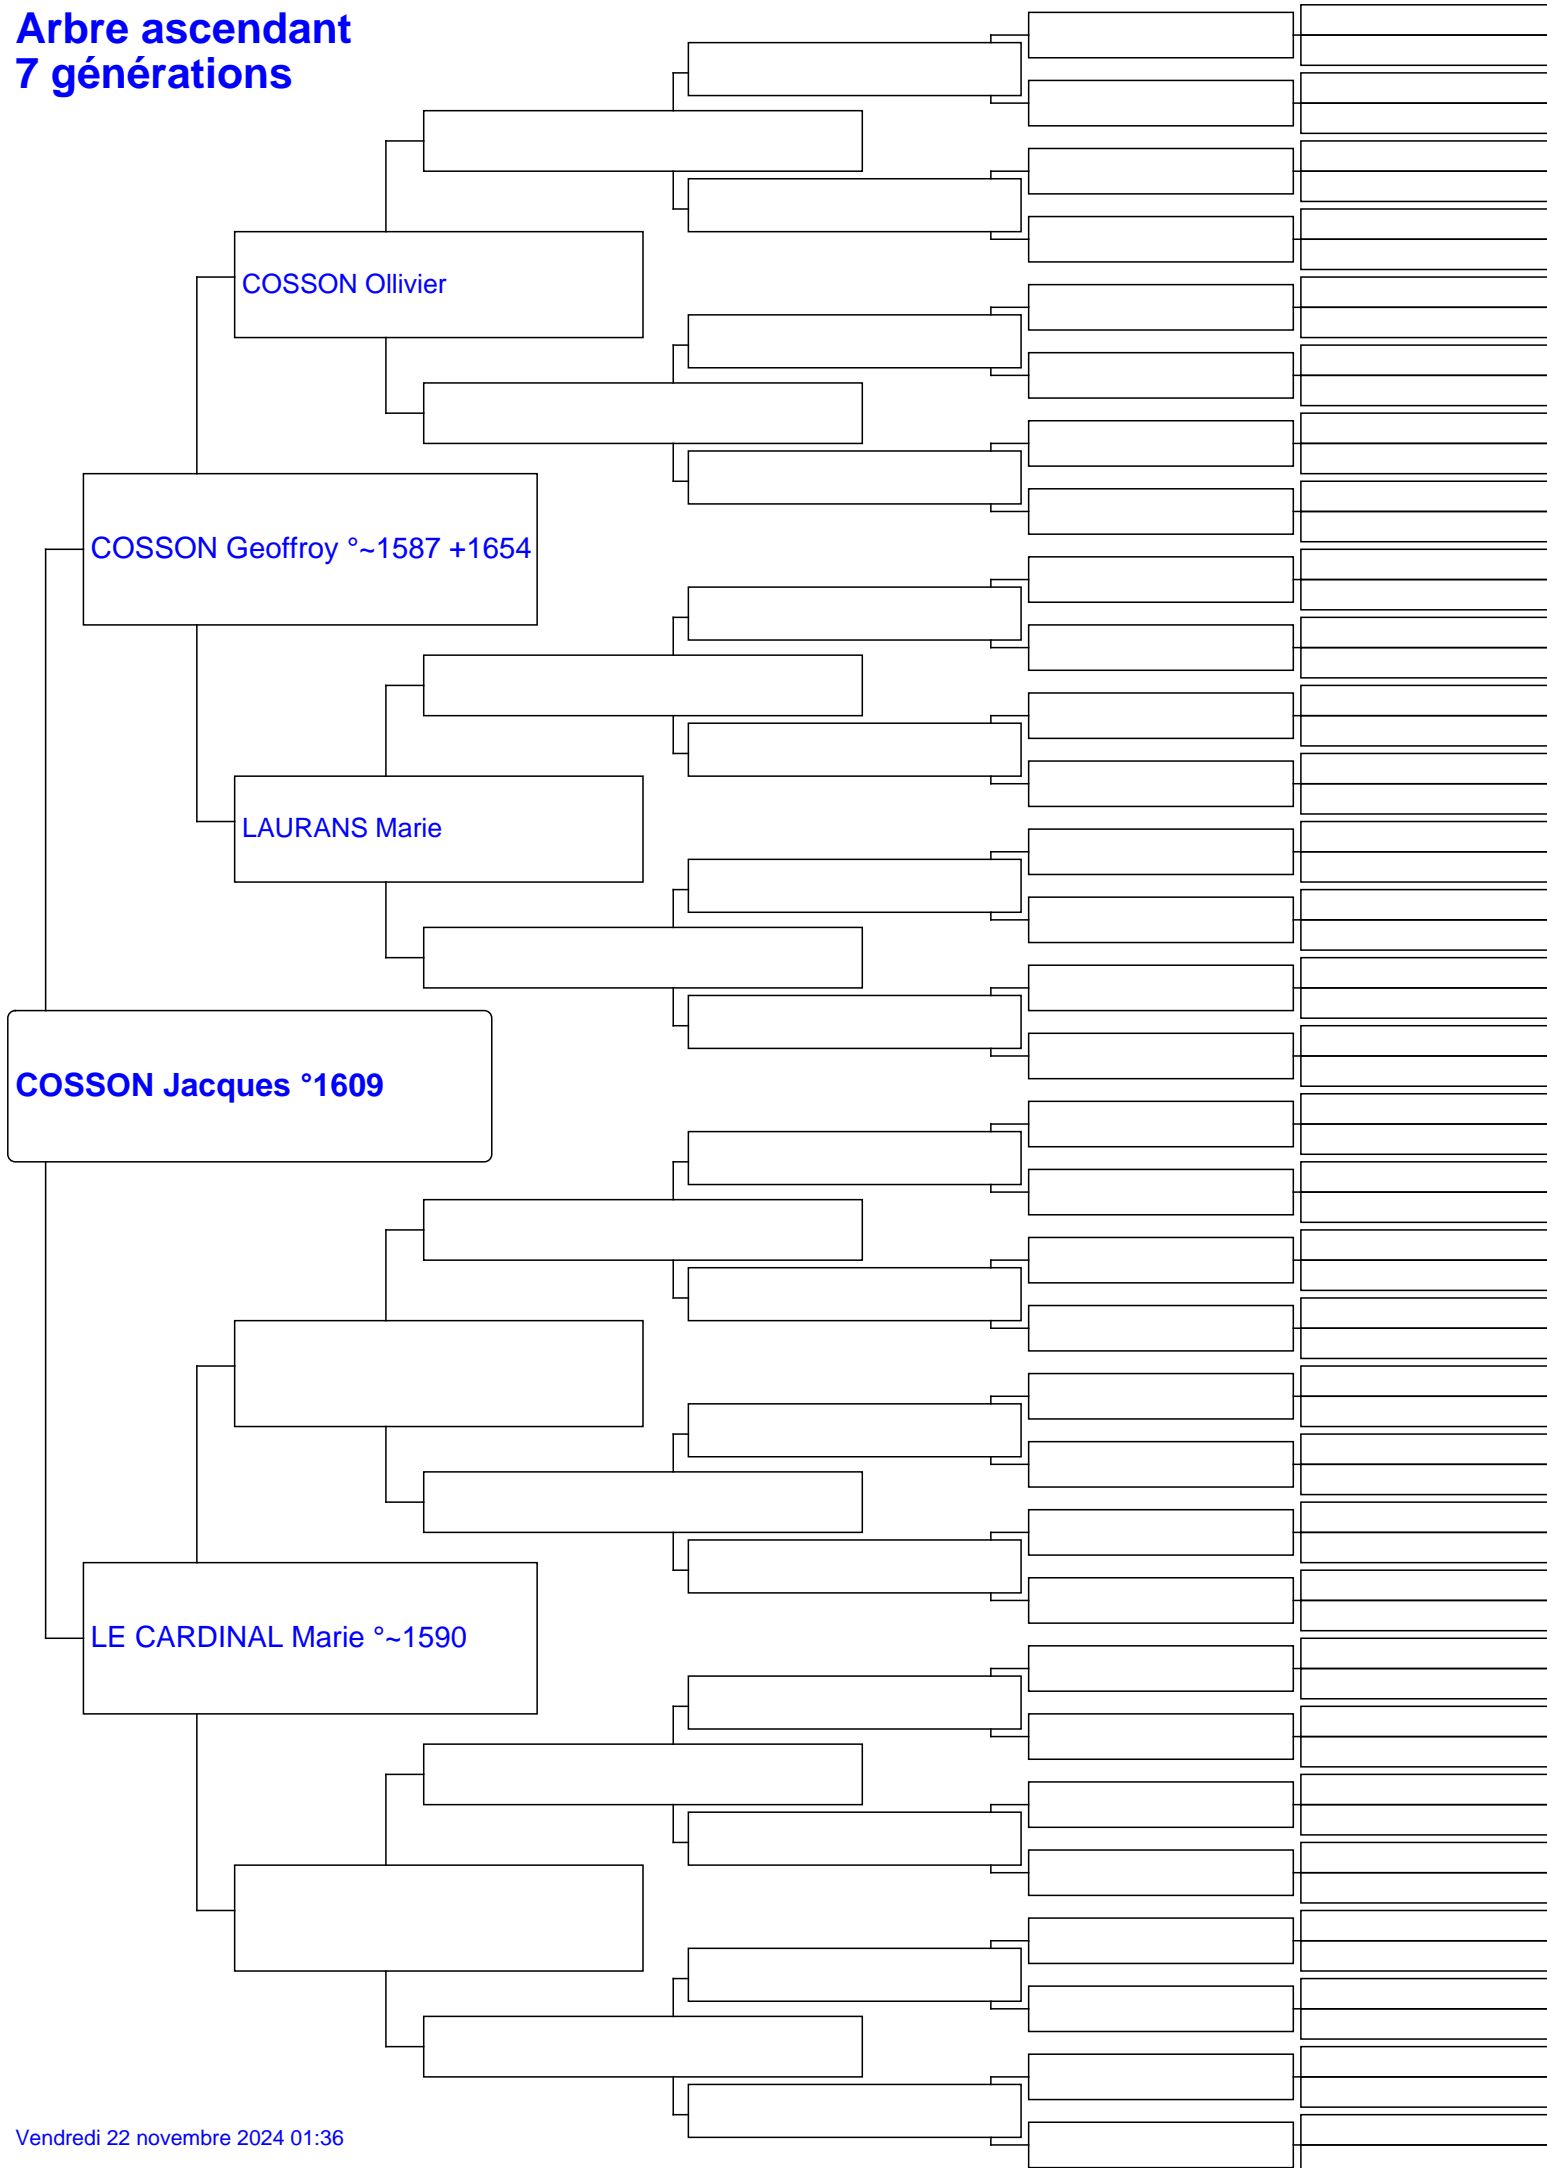 Arbre ascendant
7 générations
COSSON Ollivier
COSSON Geoffroy °~1587 +1654
LAURANS Marie
COSSON Jacques °1609
LE CARDINAL Marie °~1590
Vendredi 22 novembre 2024 01:36